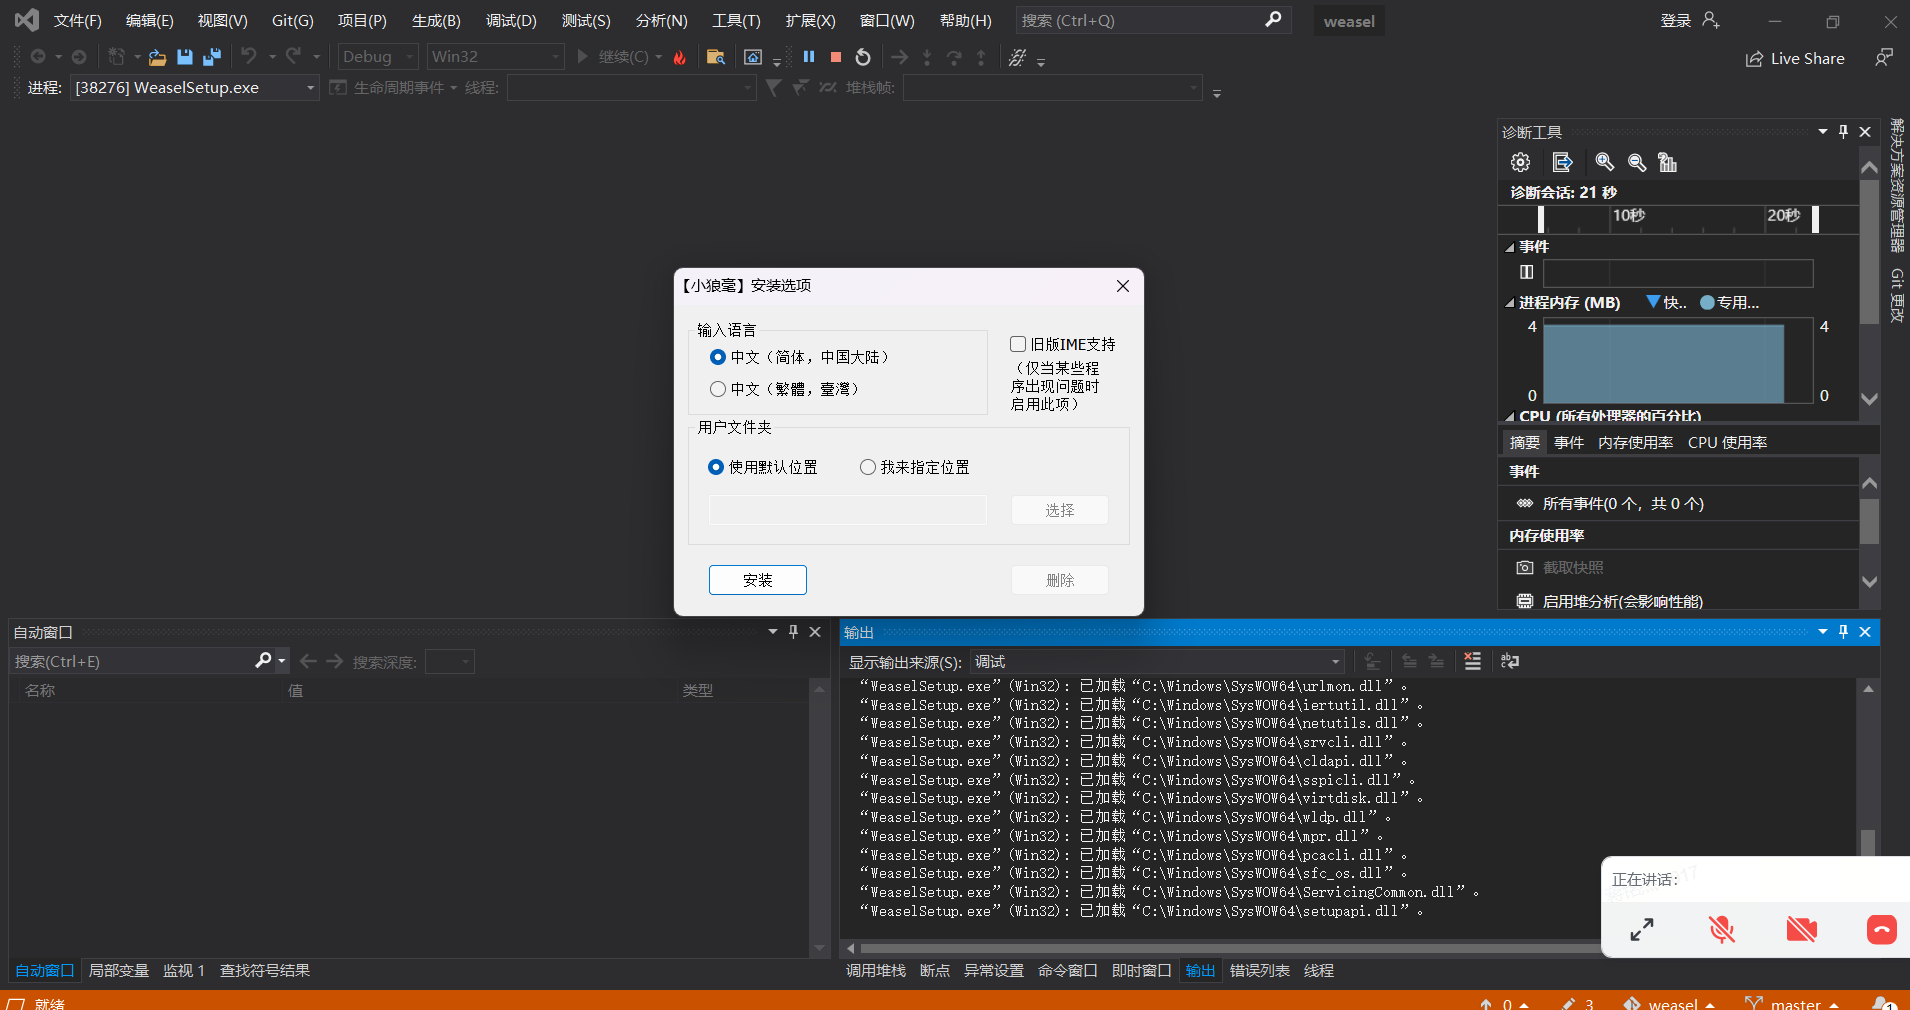 文件(F) 编辑(E) 视图(V) Git(G) 项目(P) 生成(B) 调试(D) 测试(S) 分析(N) 工具(T) 扩展(X) 窗口(W) 帮助(H) 搜索 (Ctrl+Q) weasel 登录
Debug Win32 继续(C) Live Share
进程: [38276] WeaselSetup.exe 生命周期事件 线程: 堆栈帧:
诊断工具
诊断会话: 21 秒
10秒 20秒
事件
进程内存 (MB) 快.. 专用...
4 4
0 0
CPU (所有处理器的百分比)
摘要 事件 内存使用率 CPU 使用率
事件
所有事件(0 个，共 0 个)
内存使用率
截取快照
启用堆分析(会影响性能)
解决方案资源管理器
Git 更改
【小狼毫】安装选项
输入语言
中文（简体，中国大陆）
中文（繁體，臺灣）
旧版IME支持
（仅当某些程
序出现问题时
启用此项）
用户文件夹
使用默认位置 我来指定位置
选择
安装 删除
自动窗口
搜索(Ctrl+E) 搜索深度:
名称 值 类型
自动窗口 局部变量 监视 1 查找符号结果
输出
显示输出来源(S): 调试
“WeaselSetup.exe” (Win32): 已加载“C:\Windows\SysWOW64\urlmon.dll”。
“WeaselSetup.exe” (Win32): 已加载“C:\Windows\SysWOW64\iertutil.dll”。
“WeaselSetup.exe” (Win32): 已加载“C:\Windows\SysWOW64\netutils.dll”。
“WeaselSetup.exe” (Win32): 已加载“C:\Windows\SysWOW64\srvcli.dll”。
“WeaselSetup.exe” (Win32): 已加载“C:\Windows\SysWOW64\cldapi.dll”。
“WeaselSetup.exe” (Win32): 已加载“C:\Windows\SysWOW64\sspicli.dll”。
“WeaselSetup.exe” (Win32): 已加载“C:\Windows\SysWOW64\virtdisk.dll”。
“WeaselSetup.exe” (Win32): 已加载“C:\Windows\SysWOW64\wldp.dll”。
“WeaselSetup.exe” (Win32): 已加载“C:\Windows\SysWOW64\mpr.dll”。
“WeaselSetup.exe” (Win32): 已加载“C:\Windows\SysWOW64\pcacli.dll”。
“WeaselSetup.exe” (Win32): 已加载“C:\Windows\SysWOW64\sfc_os.dll”。
“WeaselSetup.exe” (Win32): 已加载“C:\Windows\SysWOW64\ServicingCommon.dll”。
“WeaselSetup.exe” (Win32): 已加载“C:\Windows\SysWOW64\setupapi.dll”。
调用堆栈 断点 异常设置 命令窗口 即时窗口 输出 错误列表 线程
正在讲话:
就绪 0 3 weasel master 1